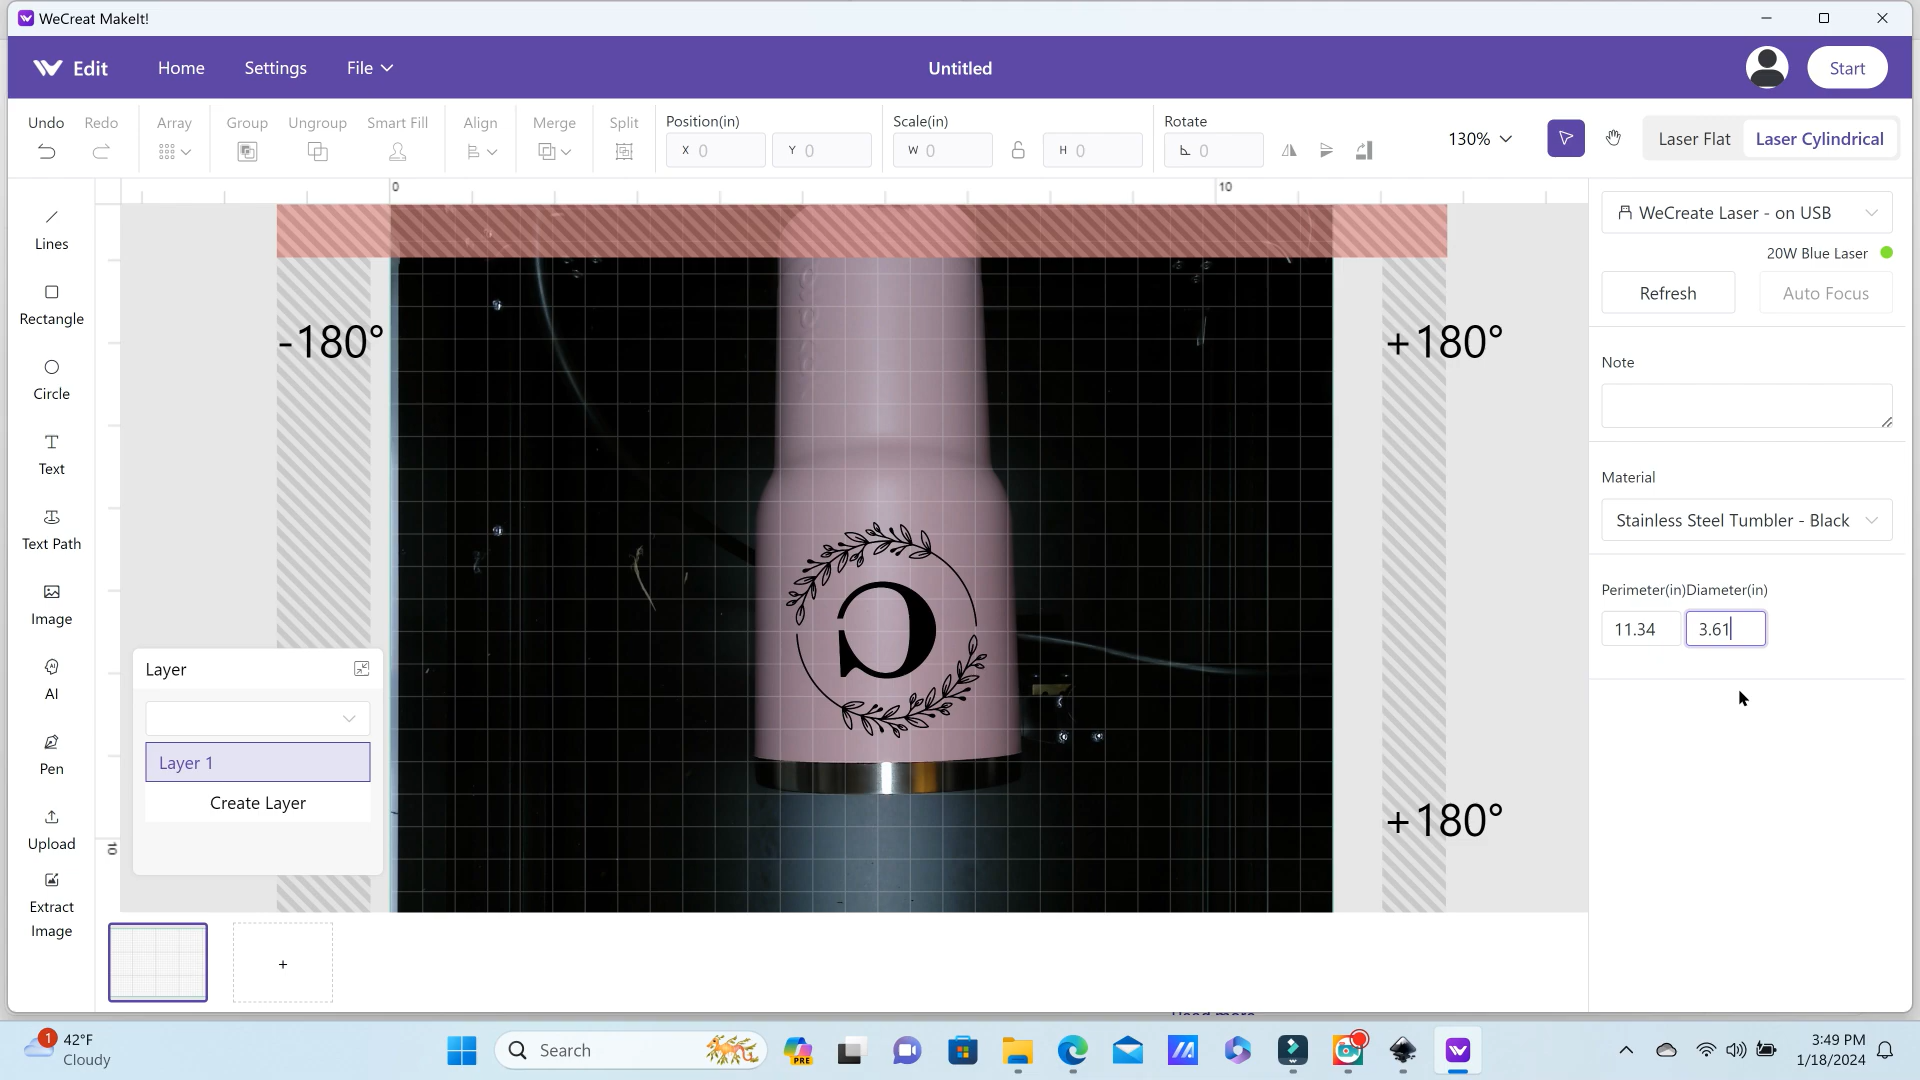 WeCreat MakeIt!
Edit Home Settings File Untitled Start
Undo Redo Array Group Ungroup Smart Fill Align Merge Split Position(in) Scale(in) Rotate
X 0 Y 0 W 0 H 0 0 130% Laser Flat Laser Cylindrical
0 10
Lines
Rectangle
Circle
Text
Text Path
Image
AI
Pen
Upload
Extract
Image
-180°
+180°
+180°
10
C
Layer
Layer 1
Create Layer
+
WeCreate Laser - on USB
20W Blue Laser
Refresh Auto Focus
Note
Material
Stainless Steel Tumbler - Black
Perimeter(in)Diameter(in)
11.34 3.61
1 42°F
Cloudy
Search
PRE
3:49 PM
1/18/2024